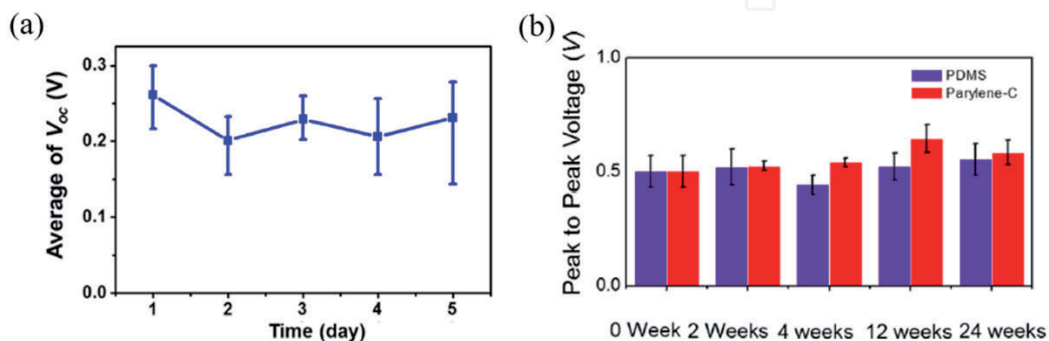 (a)
Average of Voc (V)
0.3
0.2
0.1
0.0
1 2 3 4 5
Time (day)
(b)
Peak to Peak Voltage (V)
1.0
0.5
0.0
PDMS
Parylene-C
0 Week 2 Weeks 4 weeks 12 weeks 24 weeks